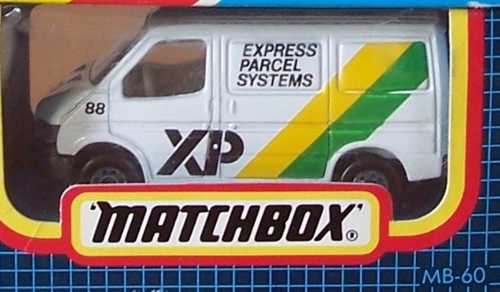 EXPRESS
PARCEL
SYSTEMS
88
XP
'MATCHBOX'®
MB-60